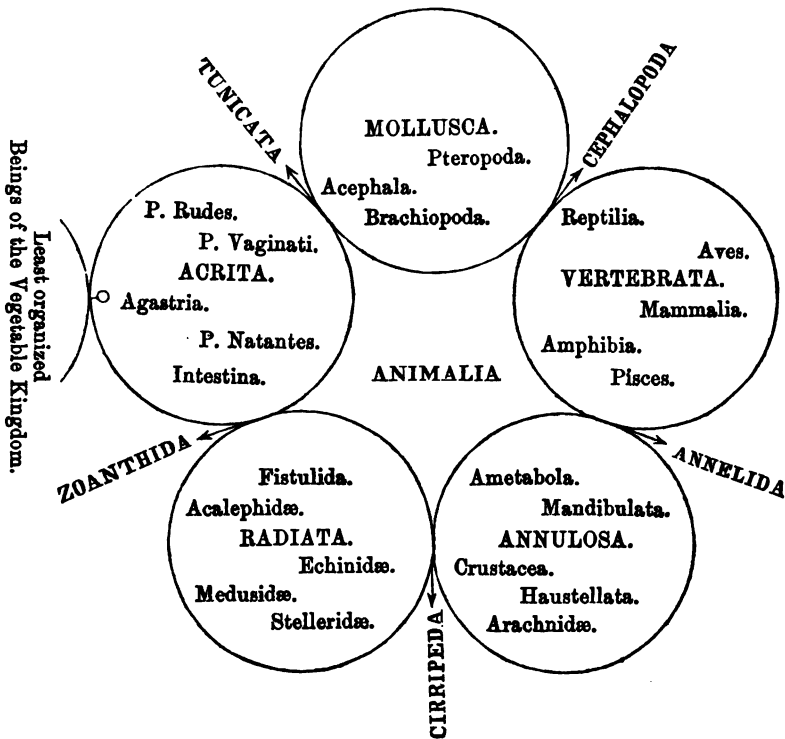 MOLLUSCA.
Pteropoda.
Acephala.
Brachiopoda.
TUNICATA
CEPHALOPODA
P. Rudes.
P. Vaginati.
ACRITA.
Agastria.
P. Natantes.
Intestina.
Least organized
Beings of the Vegetable Kingdom.
Reptilia.
Aves.
VERTEBRATA.
Mammalia.
Amphibia.
Pisces.
ANIMALIA
ZOANTHIDA
ANNELIDA
Fistulida.
Acalephidæ.
RADIATA.
Echinidæ.
Medusidæ.
Stelleridæ.
Ametabola.
Mandibulata.
ANNULOSA.
Crustacea.
Haustellata.
Arachnidæ.
CIRRIPEDA